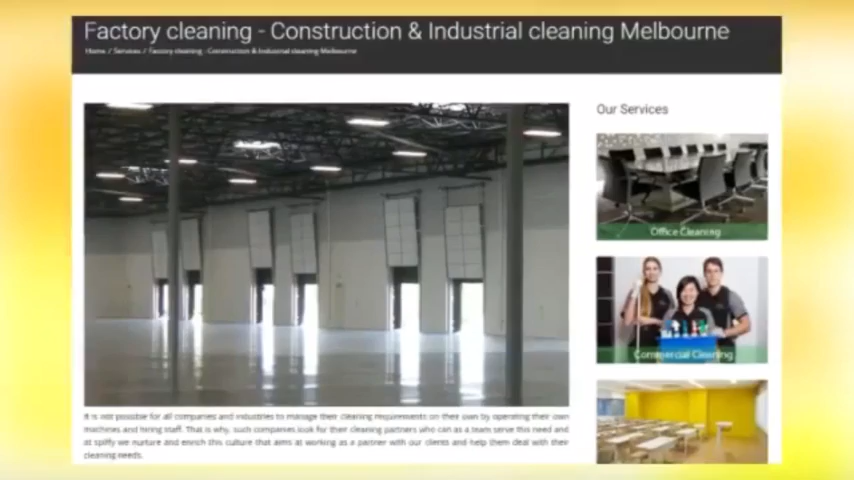 Factory cleaning - Construction & Industrial cleaning Melbourne
Home / Services / Factory cleaning - Construction & Industrial cleaning Melbourne
Our Services
Office Cleaning
Commercial Cleaning
It is not possible for all companies and industries to manage their cleaning requirements on their own by operating their own
machines and hiring staff. That is why, such companies look for their cleaning partners who can as a team serve this need and
at spiffy we nurture and enrich this culture that aims at working as a partner with our clients and help them deal with their
cleaning needs.